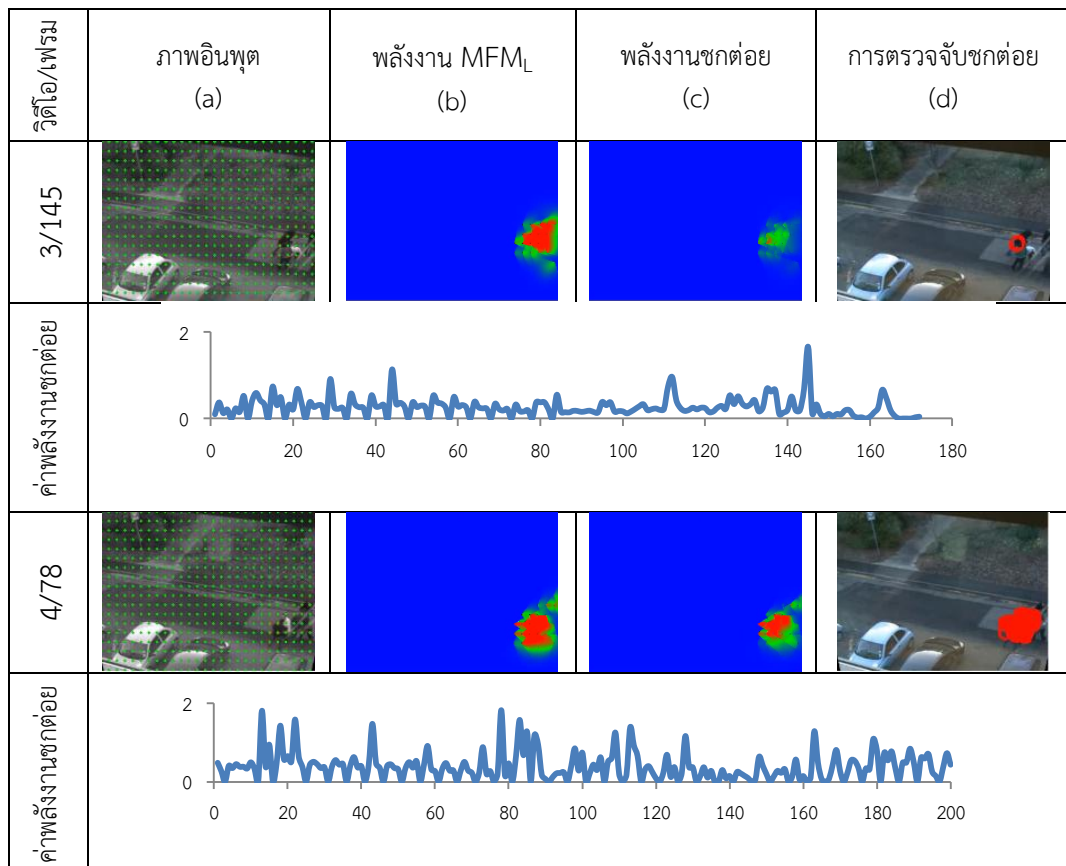 วิดีโอ/เฟรม
ภาพอินพุต
(a)
พลังงาน MFML
(b)
พลังงานชกต่อย
(c)
การตรวจจับชกต่อย
(d)
3/145
ค่าพลังงานชกต่อย
2
0
0 20 40 60 80 100 120 140 160 180
4/78
ค่าพลังงานชกต่อย
2
0
0 20 40 60 80 100 120 140 160 180 200